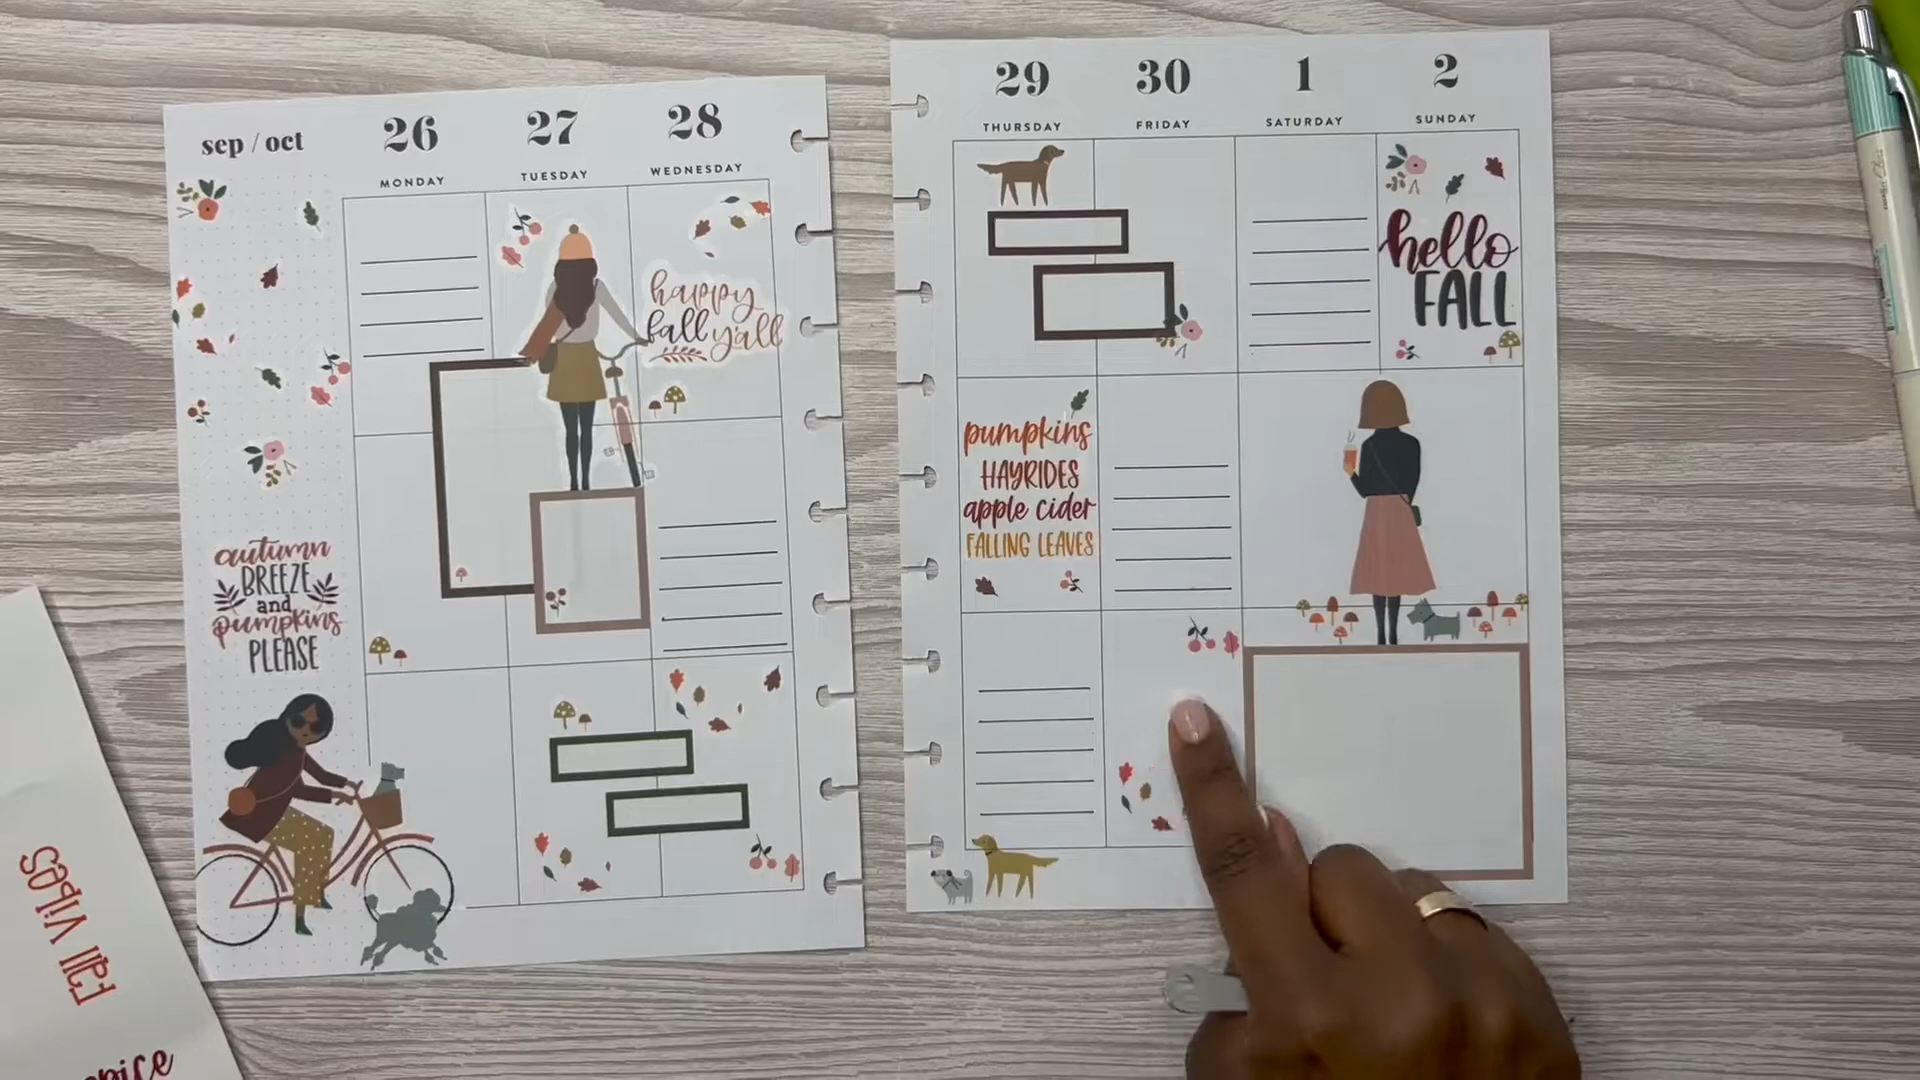 sep / oct
26
MONDAY
27
TUESDAY
28
WEDNESDAY
happy
fall y'all
autumn
BREEZE
and
pumpkins
PLEASE
29
THURSDAY
30
FRIDAY
1
SATURDAY
2
SUNDAY
hello
FALL
pumpkins
HAYRIDES
apple cider
FALLING LEAVES
Fall VIBES